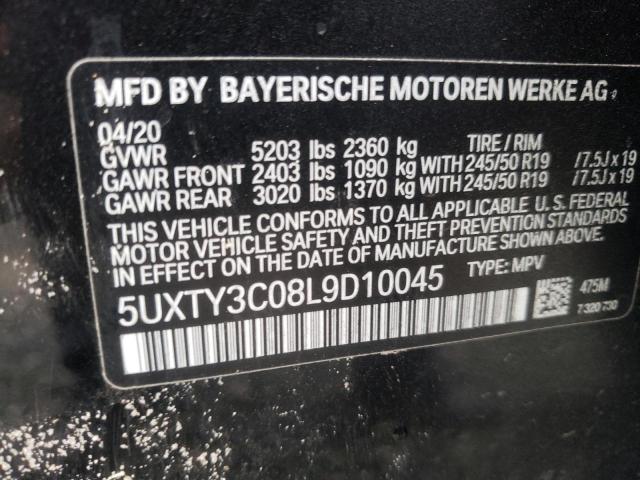 MFD BY BAYERISCHE MOTOREN WERKE AG
04/20 TIRE / RIM
GVWR 5203 lbs 2360 kg
GAWR FRONT 2403 lbs 1090 kg WITH 245/50 R19 /7.5J x 19
GAWR REAR 3020 lbs 1370 kg WITH 245/50 R19 /7.5J x 19
THIS VEHICLE CONFORMS TO ALL APPLICABLE U. S. FEDERAL
MOTOR VEHICLE SAFETY AND THEFT PREVENTION STANDARDS
IN EFFECT ON THE DATE OF MANUFACTURE SHOWN ABOVE.
5UXTY3C08L9D10045 TYPE: MPV
475M
7 320 730